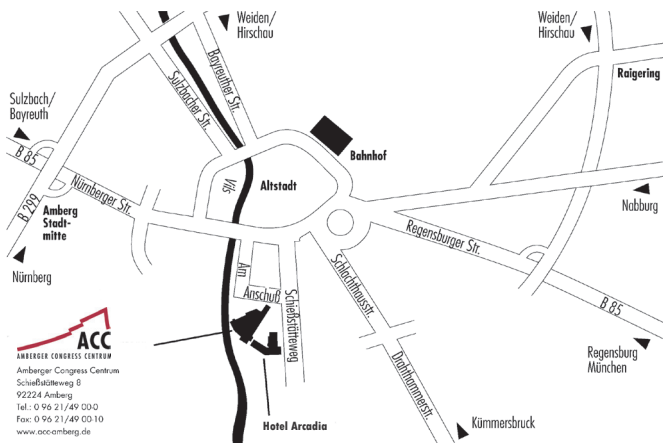 Weiden/
Hirschau
Weiden/
Hirschau
Raigering
Bayreuther Str.
Sulzbacher Str.
Sulzbach/
Bayreuth
B 85
Bahnhof
Vils
Altstadt
Nürnberger Str.
B 299
Amberg
Stadt-
mitte
Nabburg
Regensburger Str.
Nürnberg
Am
Anschuß
Schießstätteweg
Schlachthausstr.
B 85
ACC
AMBERGER CONGRESS CENTRUM
Regensburg
München
Drahthammerstr.
Amberger Congress Centrum
Schießstätteweg 8
92224 Amberg
Tel.: 0 96 21/49 00-0
Fax: 0 96 21/49 00-10
www.acc-amberg.de
Hotel Arcadia
Kümmersbruck